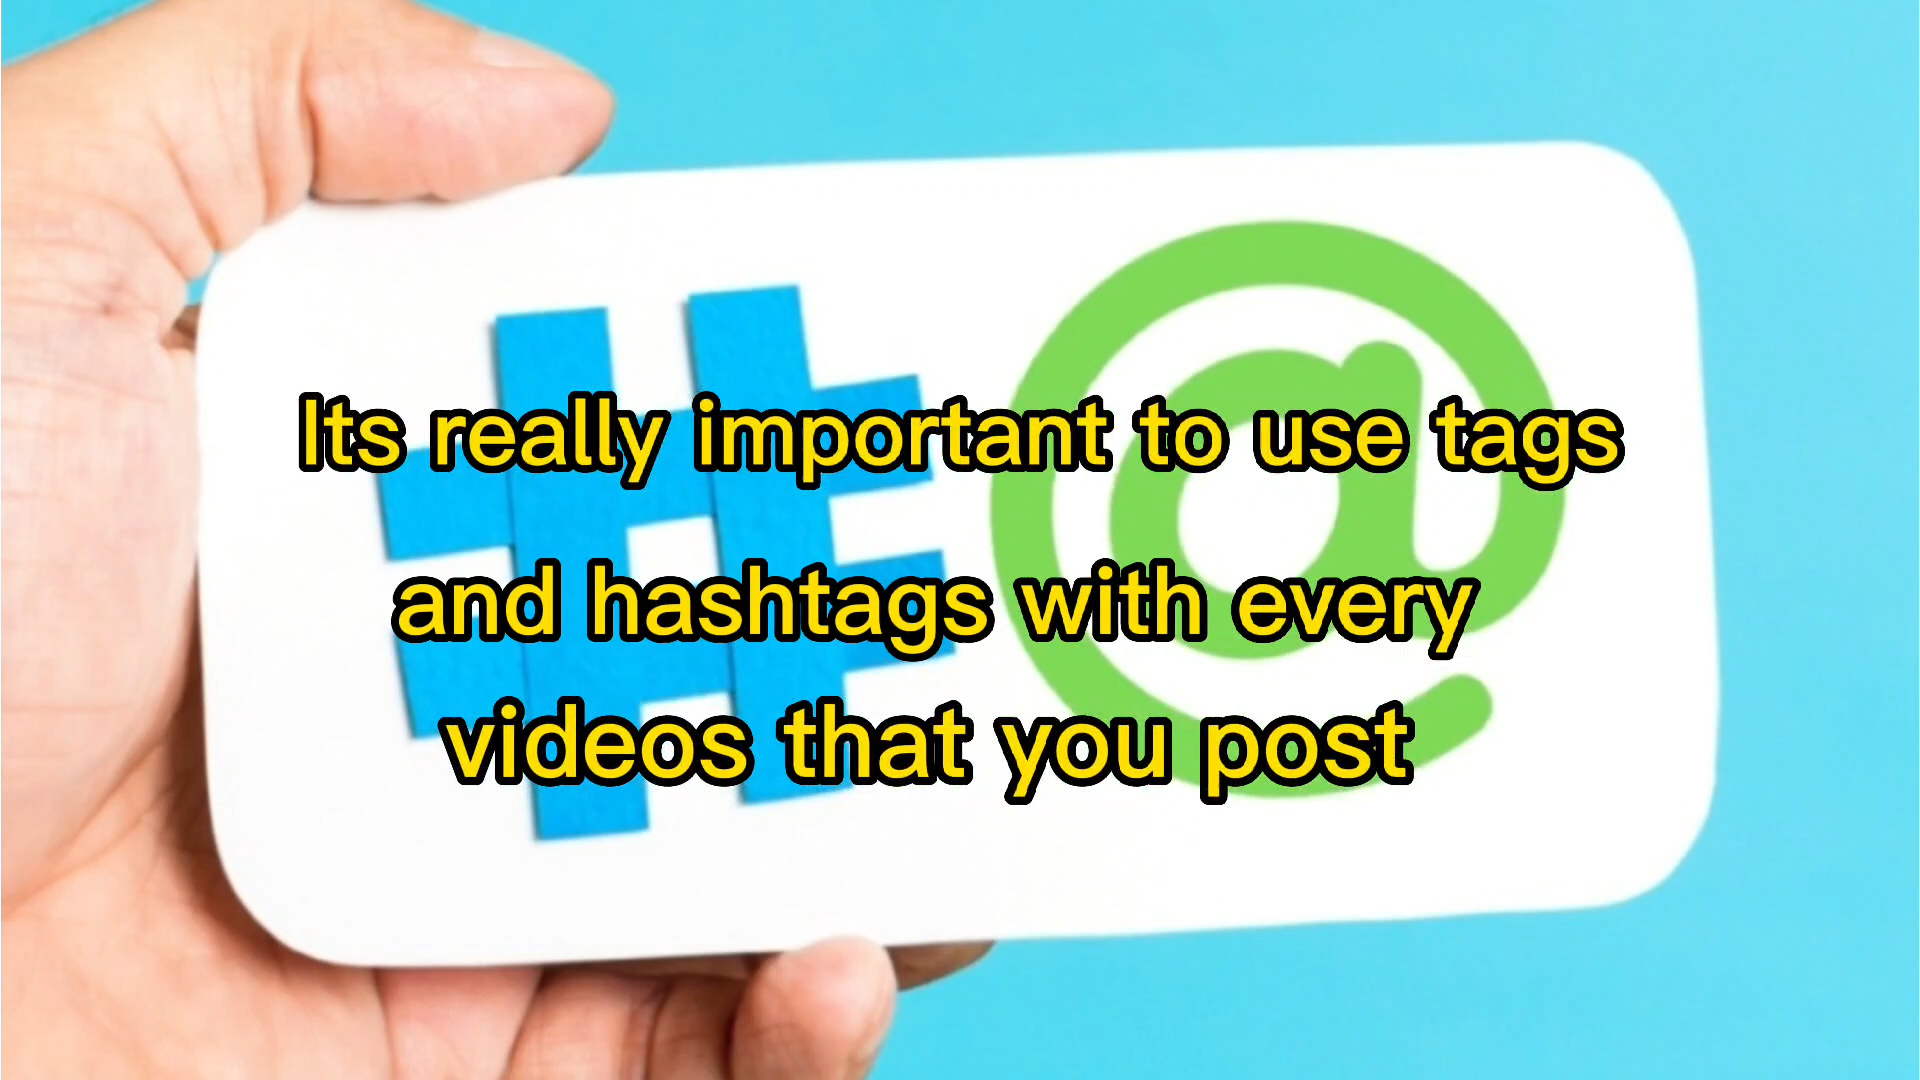 #@
Its really important to use tags
and hashtags with every
videos that you post